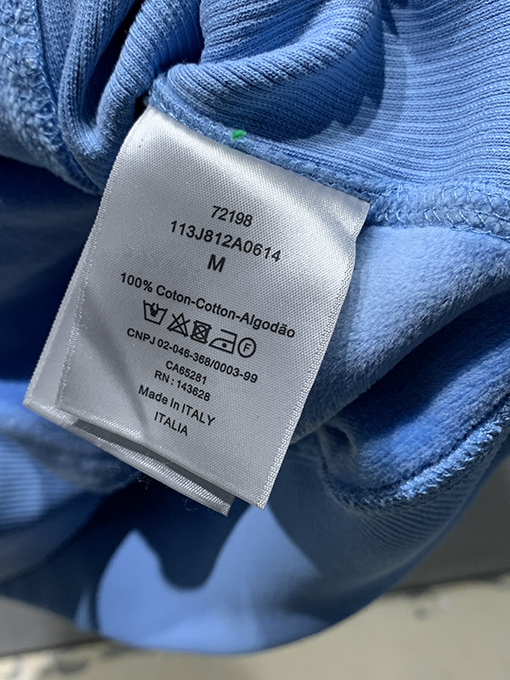 72198
113J812A0614
M
100% Coton-Cotton-Algodão
F
CNPJ 02-046-368/0003-99
CA65281
RN : 143628
Made In ITALY
ITALIA